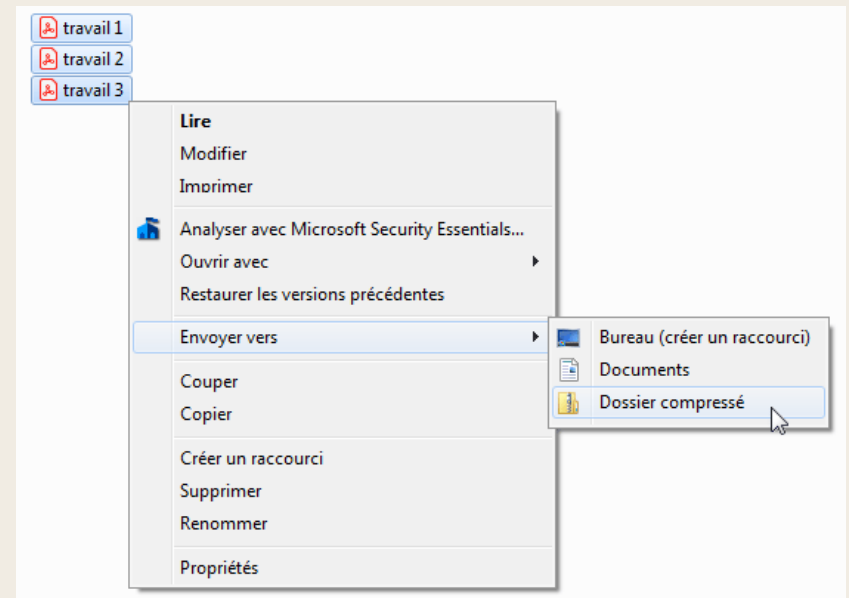 travail 1
travail 2
travail 3
Lire
Modifier
Imprimer
Analyser avec Microsoft Security Essentials...
Ouvrir avec
Restaurer les versions précédentes
Envoyer vers
Bureau (créer un raccourci)
Documents
Dossier compressé
Couper
Copier
Créer un raccourci
Supprimer
Renommer
Propriétés